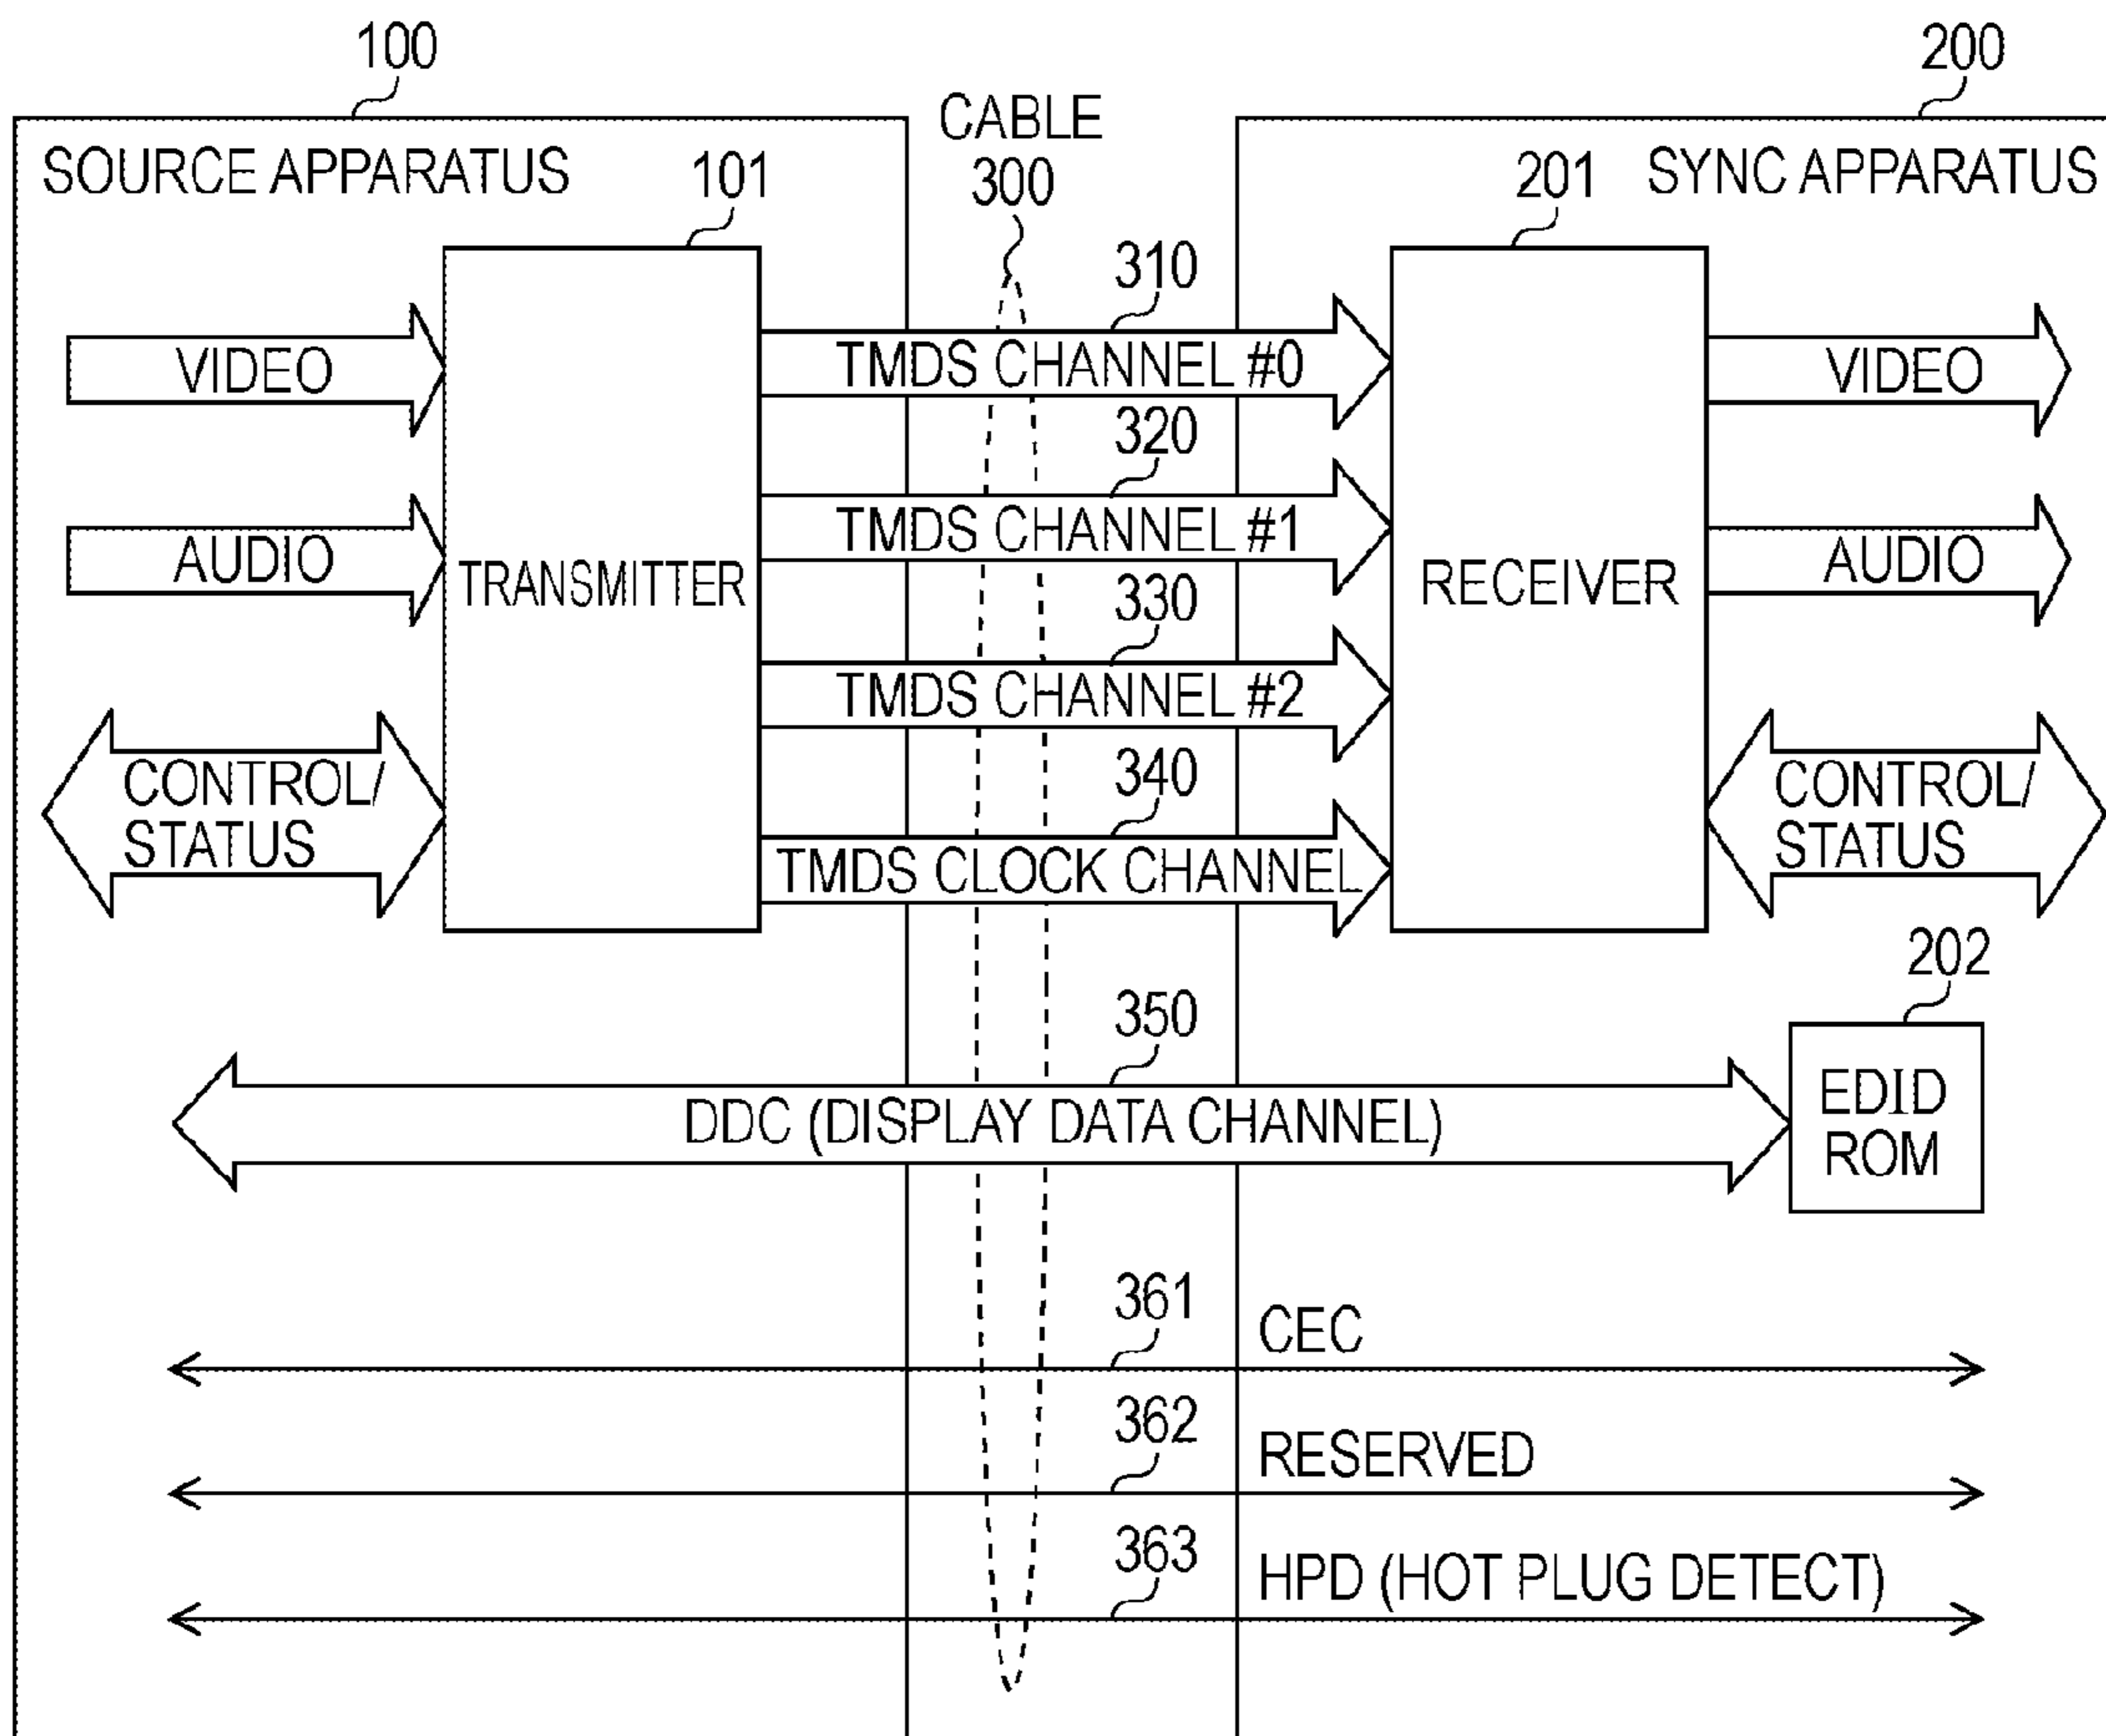 100
200
CABLE
300
SOURCE APPARATUS
101
201
SYNC APPARATUS
310
VIDEO
TMDS CHANNEL #0
VIDEO
320
AUDIO
TMDS CHANNEL #1
AUDIO
TRANSMITTER
RECEIVER
330
TMDS CHANNEL #2
340
CONTROL/
STATUS
CONTROL/
STATUS
TMDS CLOCK CHANNEL
202
350
DDC (DISPLAY DATA CHANNEL)
EDID
ROM
361
CEC
362
RESERVED
363
HPD (HOT PLUG DETECT)